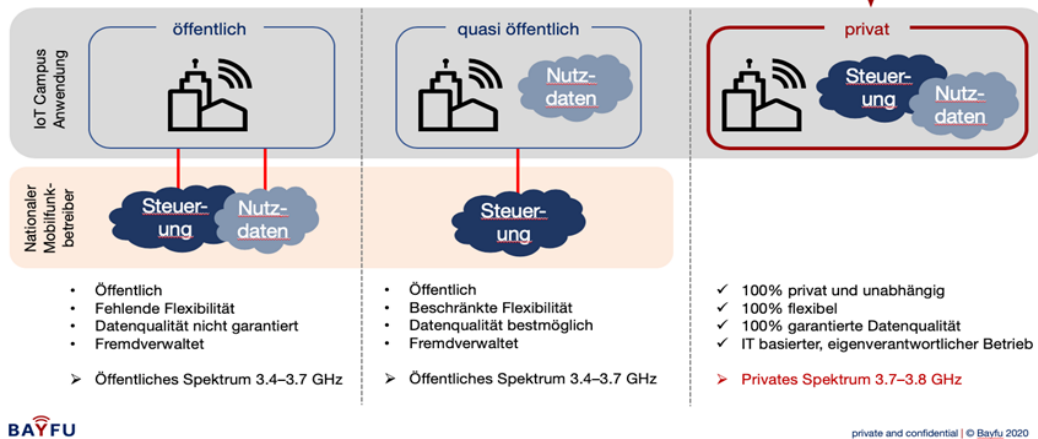 IoT Campus
Anwendung
öffentlich
quasi öffentlich
Nutz-
daten
privat
Steuer-
ung
Nutz-
daten
Nationaler
Mobilfunk-
betreiber
Steuer-
ung
Nutz-
daten
Steuer-
ung
• Öffentlich
• Fehlende Flexibilität
• Datenqualität nicht garantiert
• Fremdverwaltet
➢ Öffentliches Spektrum 3.4–3.7 GHz
• Öffentlich
• Beschränkte Flexibilität
• Datenqualität bestmöglich
• Fremdverwaltet
➢ Öffentliches Spektrum 3.4–3.7 GHz
✓ 100% privat und unabhängig
✓ 100% flexibel
✓ 100% garantierte Datenqualität
✓ IT basierter, eigenverantwortlicher Betrieb
➢ Privates Spektrum 3.7–3.8 GHz
BAYFU
private and confidential | © Bayfu 2020